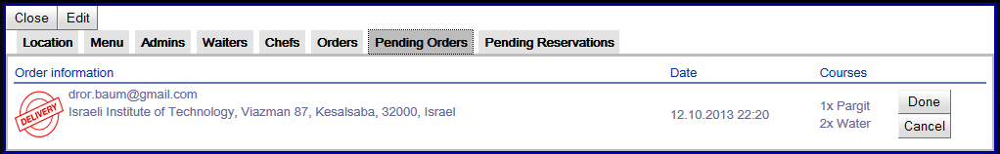 Close Edit
Location Menu Admins Waiters Chefs Orders Pending Orders Pending Reservations
Order information Date Courses
DELIVERY
dror.baum@gmail.com
Israeli Institute of Technology, Viazman 87, Kesalsaba, 32000, Israel
12.10.2013 22:20
1x Pargit
2x Water
Done
Cancel